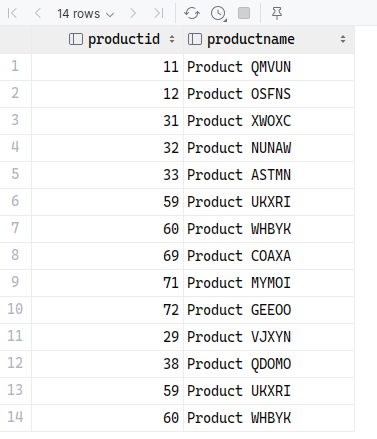 14 rows
productid productname
1 11 Product QMVUN
2 12 Product OSFNS
3 31 Product XWOXC
4 32 Product NUNAW
5 33 Product ASTMN
6 59 Product UKXRI
7 60 Product WHBYK
8 69 Product COAXA
9 71 Product MYMOI
10 72 Product GEEOO
11 29 Product VJXYN
12 38 Product QDOMO
13 59 Product UKXRI
14 60 Product WHBYK